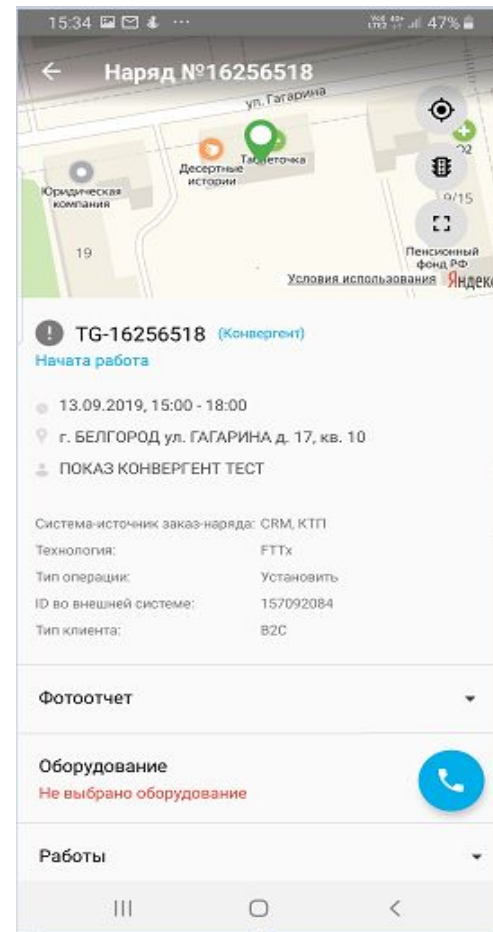 15:34 ... 47%
Наряд №16256518
ул. Гагарина
Таблеточка
Десертные
истории
Юридическая
компания
19
02
9/15
Пенсионный
фонд РФ
Условия использования Яндекс
TG-16256518 (Конвергент)
Начата работа
13.09.2019, 15:00 - 18:00
г. БЕЛГОРОД ул. ГАГАРИНА д. 17, кв. 10
ПОКАЗ КОНВЕРГЕНТ ТЕСТ
Система-источник заказ-наряда: CRM, КТП
Технология: FTTx
Тип операции: Установить
ID во внешней системе: 157092084
Тип клиента: B2C
Фотоотчет
Оборудование
Не выбрано оборудование
Работы